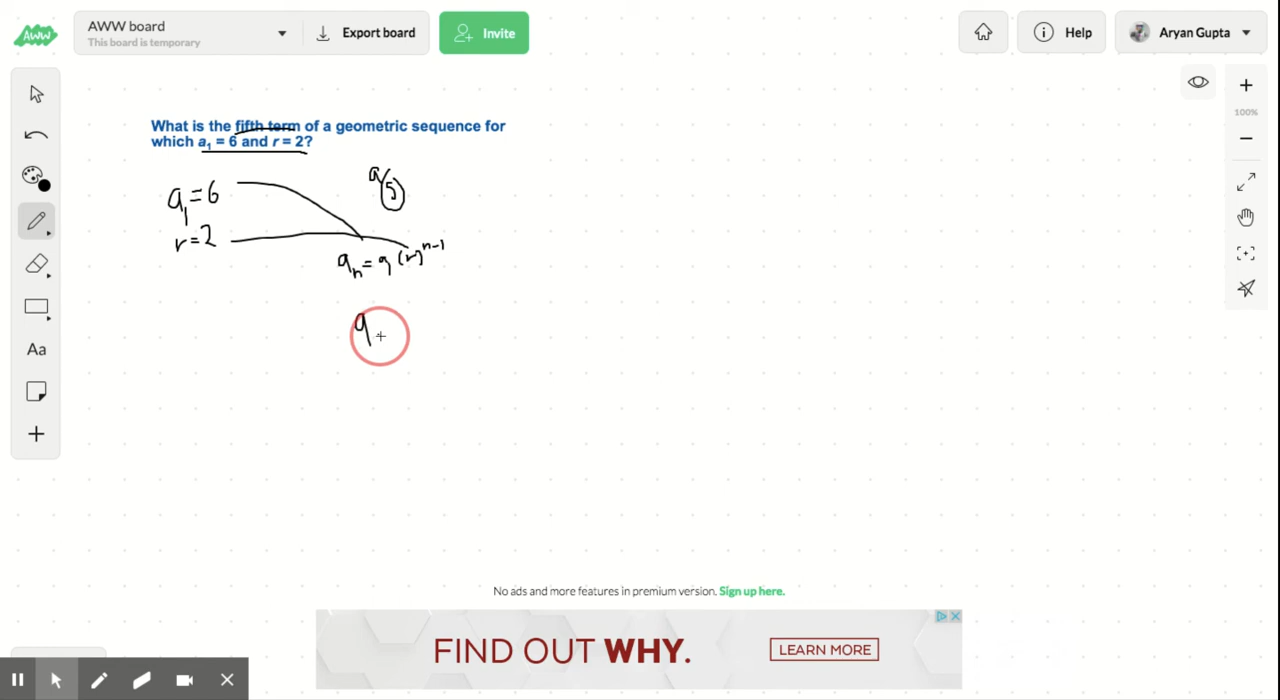 AWW
AWW board
This board is temporary
Export board
Invite
Help
Aryan Gupta
100%
What is the fifth term of a geometric sequence for
which a₁ = 6 and r = 2?
a₁ = 6
a₅
r = 2
aₙ = a₁(r)ⁿ⁻¹
a
Aa
No ads and more features in premium version. Sign up here.
FIND OUT WHY.
LEARN MORE